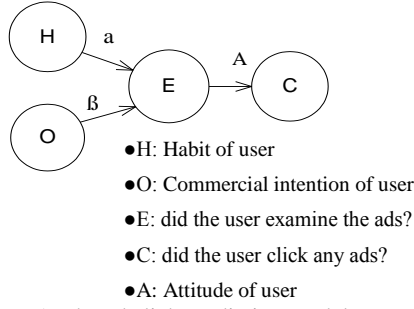 H
a
A
E
C
ß
O
●H: Habit of user
●O: Commercial intention of user
●E: did the user examine the ads?
●C: did the user click any ads?
●A: Attitude of user